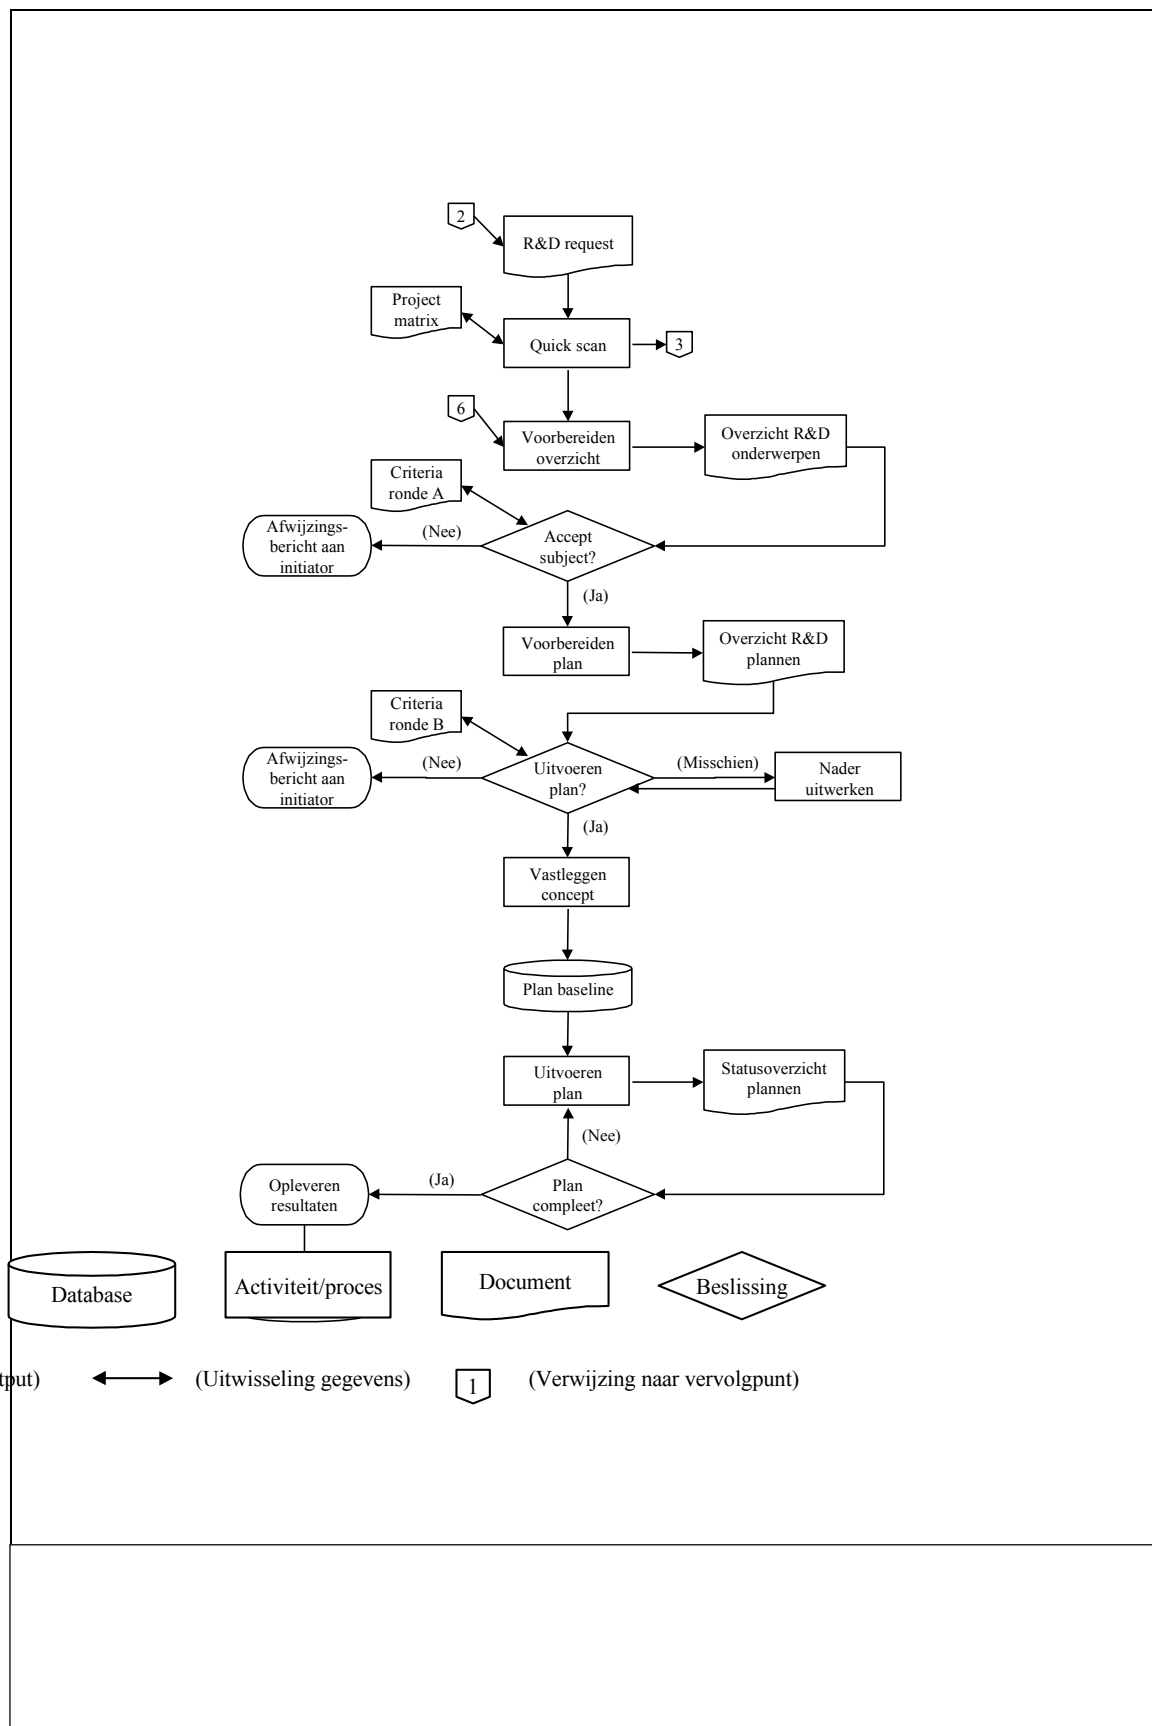 2
R&D request
Project
matrix
Quick scan
3
6
Voorbereiden
overzicht
Overzicht R&D
onderwerpen
Criteria
ronde A
Afwijzings-
bericht aan
initiator
(Nee)
Accept
subject?
(Ja)
Voorbereiden
plan
Overzicht R&D
plannen
Criteria
ronde B
Afwijzings-
bericht aan
initiator
(Nee)
Uitvoeren
plan?
(Misschien)
Nader
uitwerken
(Ja)
Vastleggen
concept
Plan baseline
Uitvoeren
plan
Statusoverzicht
plannen
(Nee)
Opleveren
resultaten
(Ja)
Plan
compleet?
Database
Activiteit/proces
Document
Beslissing
tput)
(Uitwisseling gegevens)
1
(Verwijzing naar vervolgpunt)